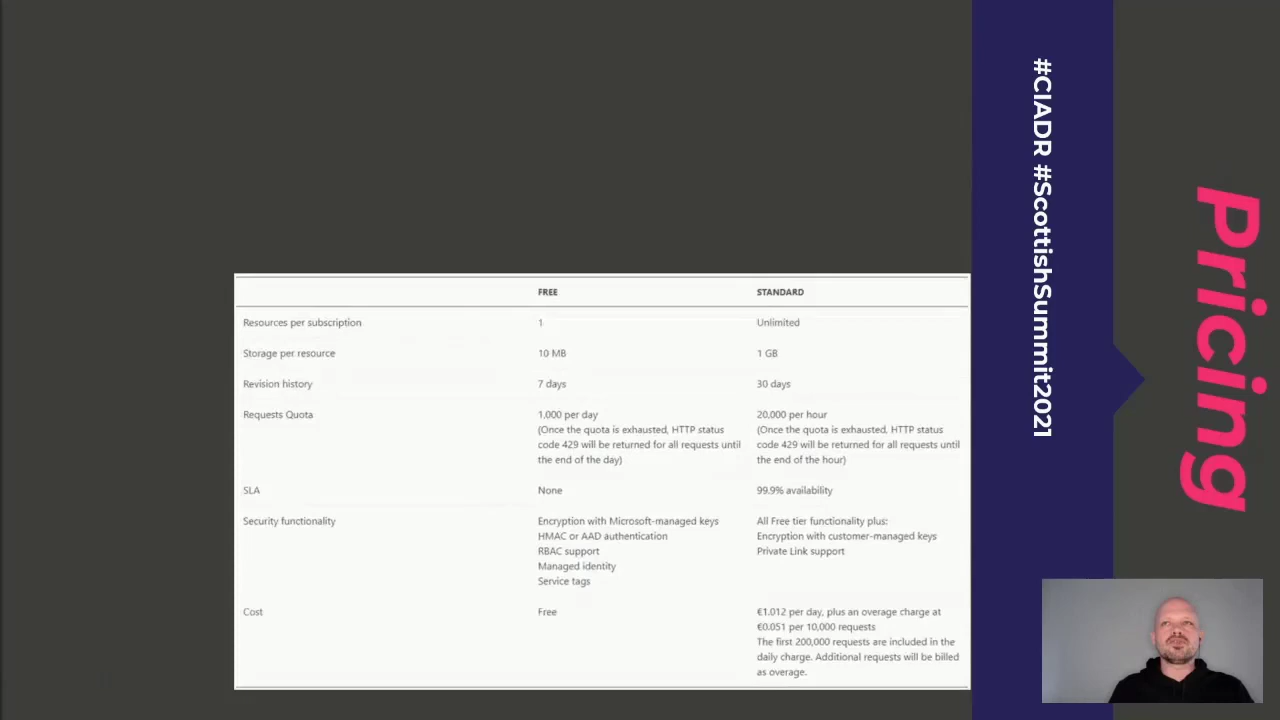 Pricing
#CIADR #ScottishSummit2021
FREE STANDARD
Resources per subscription 1 Unlimited
Storage per resource 10 MB 1 GB
Revision history 7 days 30 days
Requests Quota 1,000 per day 20,000 per hour
(Once the quota is exhausted, HTTP status (Once the quota is exhausted, HTTP status
code 429 will be returned for all requests until code 429 will be returned for all requests until
the end of the day) the end of the hour)
SLA None 99.9% availability
Security functionality Encryption with Microsoft-managed keys All Free tier functionality plus:
HMAC or AAD authentication Encryption with customer-managed keys
RBAC support Private Link support
Managed identity
Service tags
Cost Free €1.012 per day, plus an overage charge at
€0.051 per 10,000 requests
The first 200,000 requests are included in the
daily charge. Additional requests will be billed
as overage.